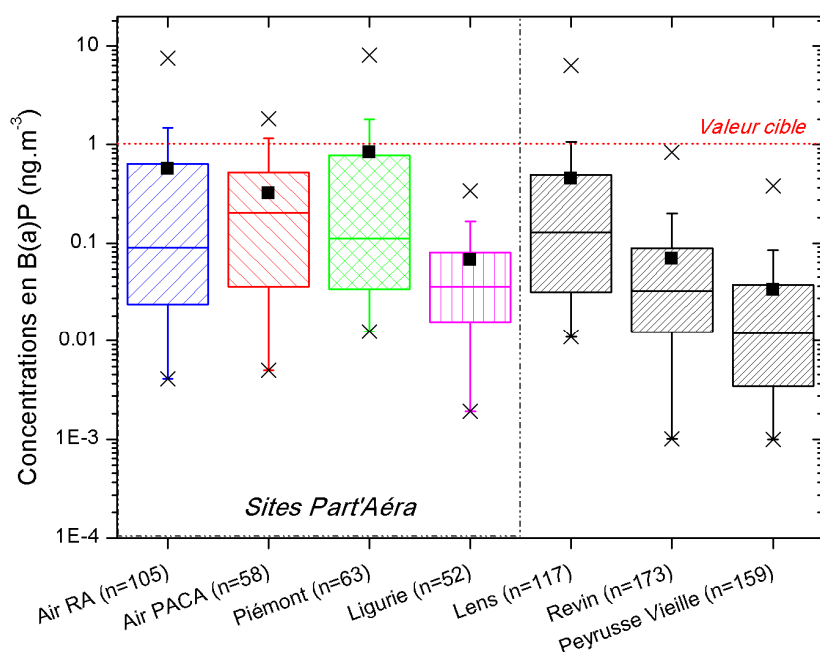 Concentrations en B(a)P (ng.m-3)
10
1
0.1
0.01
1E-3
1E-4
Valeur cible
Sites Part'Aéra
Air RA (n=105)
Air PACA (n=58)
Piémont (n=63)
Ligurie (n=52)
Lens (n=117)
Revin (n=173)
Peyrusse Vieille (n=159)